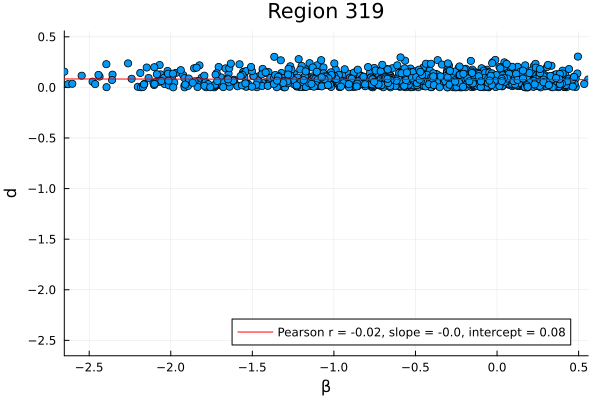 Region 319
0.5
0.0
−0.5
−1.0
−1.5
−2.0
−2.5
d
Pearson r = -0.02, slope = -0.0, intercept = 0.08
−2.5 −2.0 −1.5 −1.0 −0.5 0.0 0.5
β